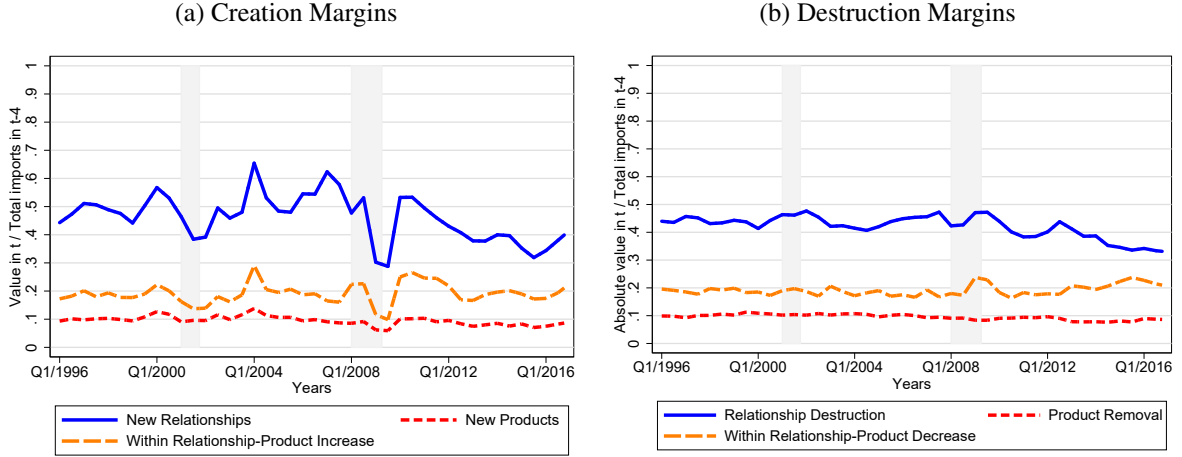 (a) Creation Margins
Value in t / Total imports in t-4
1
.9
.8
.7
.6
.5
.4
.3
.2
.1
0
Q1/1996 Q1/2000 Q1/2004 Q1/2008 Q1/2012 Q1/2016
Years
New Relationships New Products
Within Relationship-Product Increase
(b) Destruction Margins
Absolute value in t / Total imports in t-4
1
.9
.8
.7
.6
.5
.4
.3
.2
.1
0
Q1/1996 Q1/2000 Q1/2004 Q1/2008 Q1/2012 Q1/2016
Years
Relationship Destruction Product Removal
Within Relationship-Product Decrease